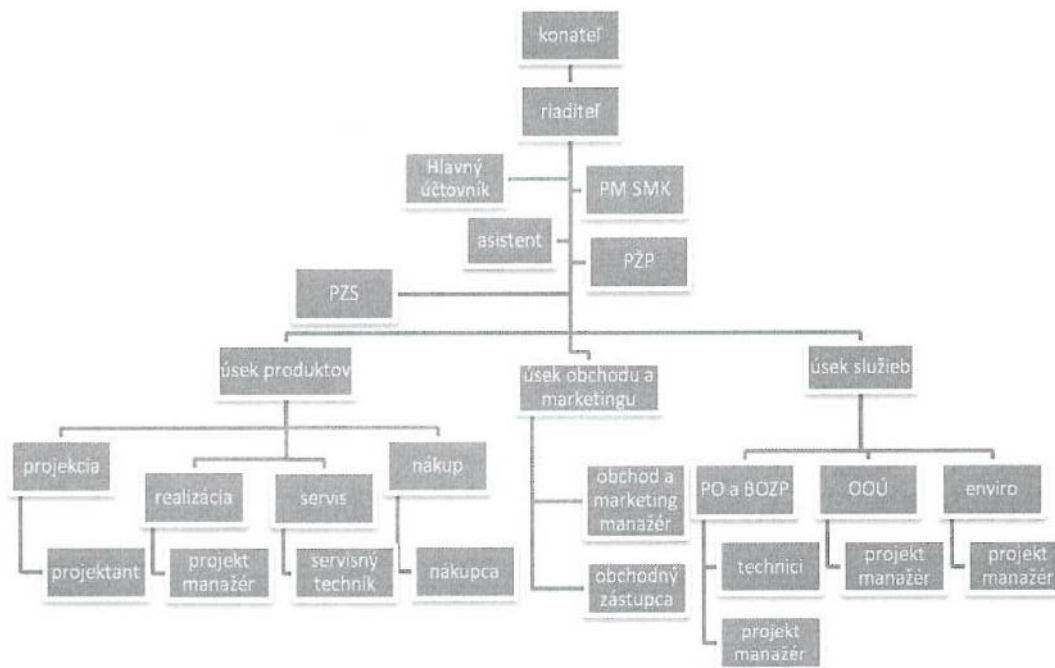 konateľ
riaditeľ
Hlavný
účtovník
PM SMK
asistent
PŽP
PZS
úsek produktov
úsek obchodu a
marketingu
úsek služieb
projekcia
realizácia
servis
nákup
projektant
projekt
manažér
servisný
technik
nákupca
obchod a
marketing
manažér
obchodný
zástupca
PO a BOZP
OOÚ
enviro
technici
projekt
manažér
projekt
manažér
projekt
manažér